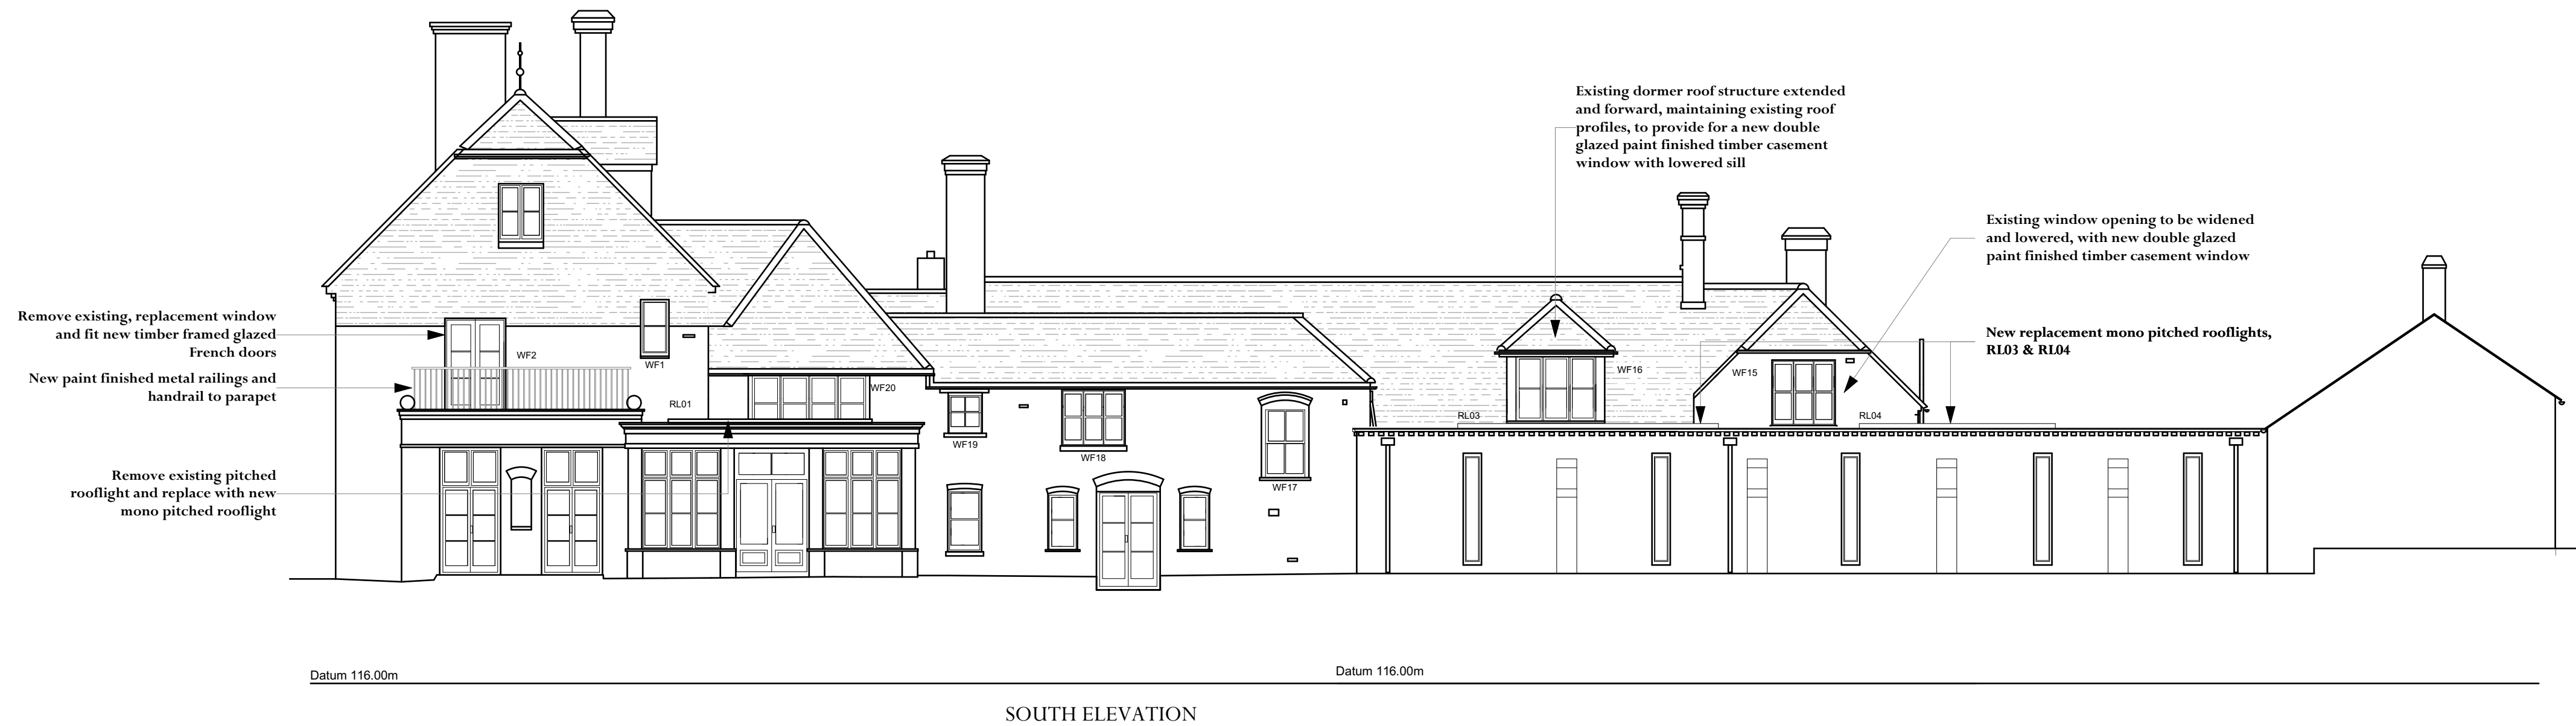 Existing dormer roof structure extended
and forward, maintaining existing roof
profiles, to provide for a new double
glazed paint finished timber casement
window with lowered sill
Existing window opening to be widened
and lowered, with new double glazed
paint finished timber casement window
Remove existing, replacement window
and fit new timber framed glazed
French doors
New replacement mono pitched rooflights,
RL03 & RL04
New paint finished metal railings and
handrail to parapet
WF2
WF1
WF20
RL01
WF16
WF15
RL03
RL04
WF19
WF18
WF17
Remove existing pitched
rooflight and replace with new
mono pitched rooflight
Datum 116.00m
Datum 116.00m
SOUTH ELEVATION